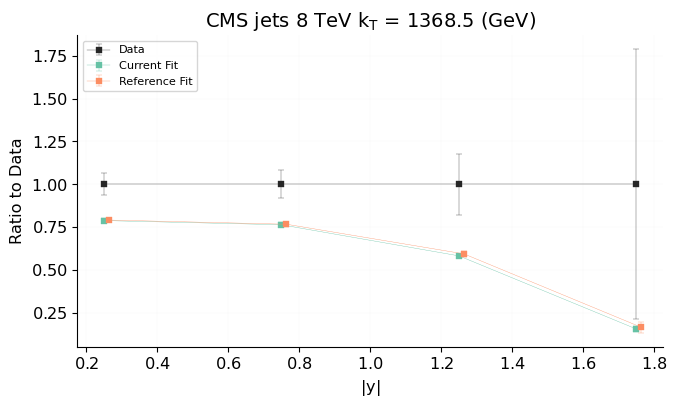 CMS jets 8 TeV k_T = 1368.5 (GeV)
Data
Current Fit
Reference Fit
Ratio to Data
1.75
1.50
1.25
1.00
0.75
0.50
0.25
0.2 0.4 0.6 0.8 1.0 1.2 1.4 1.6 1.8
|y|